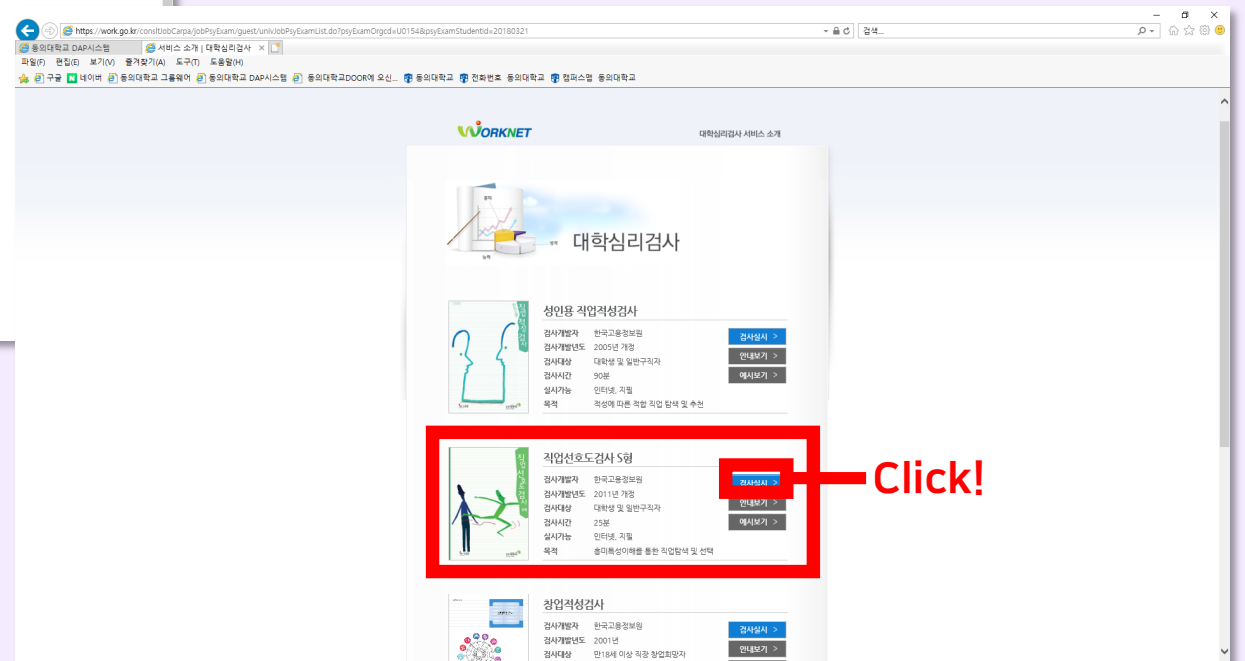 https://work.go.kr/consltJobCarpa/jobPsyExam/guest/univJobPsyExamList.do?psyExamOrgcd=U0154&psyExamStudentid=20180321
검색...
동의대학교 DAP시스템
서비스 소개 | 대학심리검사
파일(F) 편집(E) 보기(V) 즐겨찾기(A) 도구(T) 도움말(H)
구글 네이버 동의대학교 그룹웨어 동의대학교 DAP시스템 동의대학교DOOR에 오신... 동의대학교 전화번호 동의대학교 캠퍼스맵 동의대학교
WORKNET
대학심리검사 서비스 소개
대학심리검사
직업적성검사
성인용 직업적성검사
검사개발자 한국고용정보원
검사개발년도 2005년 개정
검사대상 대학생 및 일반구직자
검사시간 90분
실시가능 인터넷, 지필
목적 적성에 따른 적합 직업 탐색 및 추천
검사실시 >
안내보기 >
예시보기 >
직업선호도검사
직업선호도검사 S형
검사개발자 한국고용정보원
검사개발년도 2011년 개정
검사대상 대학생 및 일반구직자
검사시간 25분
실시가능 인터넷, 지필
목적 흥미특성이해를 통한 직업탐색 및 선택
검사실시 >
안내보기 >
예시보기 >
Click!
창업적성검사
검사개발자 한국고용정보원
검사개발년도 2001년
검사대상 만18세 이상 직장 창업희망자
검사실시 >
안내보기 >